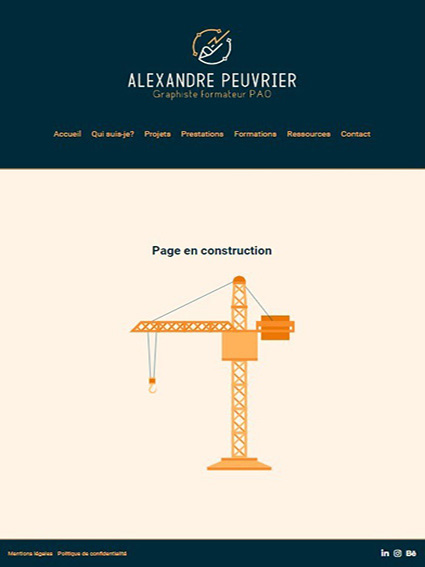 ALEXANDRE PEUVRIER
Graphiste formateur PAO
Accueil Qui suis-je? Projets Prestations Formations Ressources Contact
Page en construction
Mentions légales Politique de confidentialité
in Bē